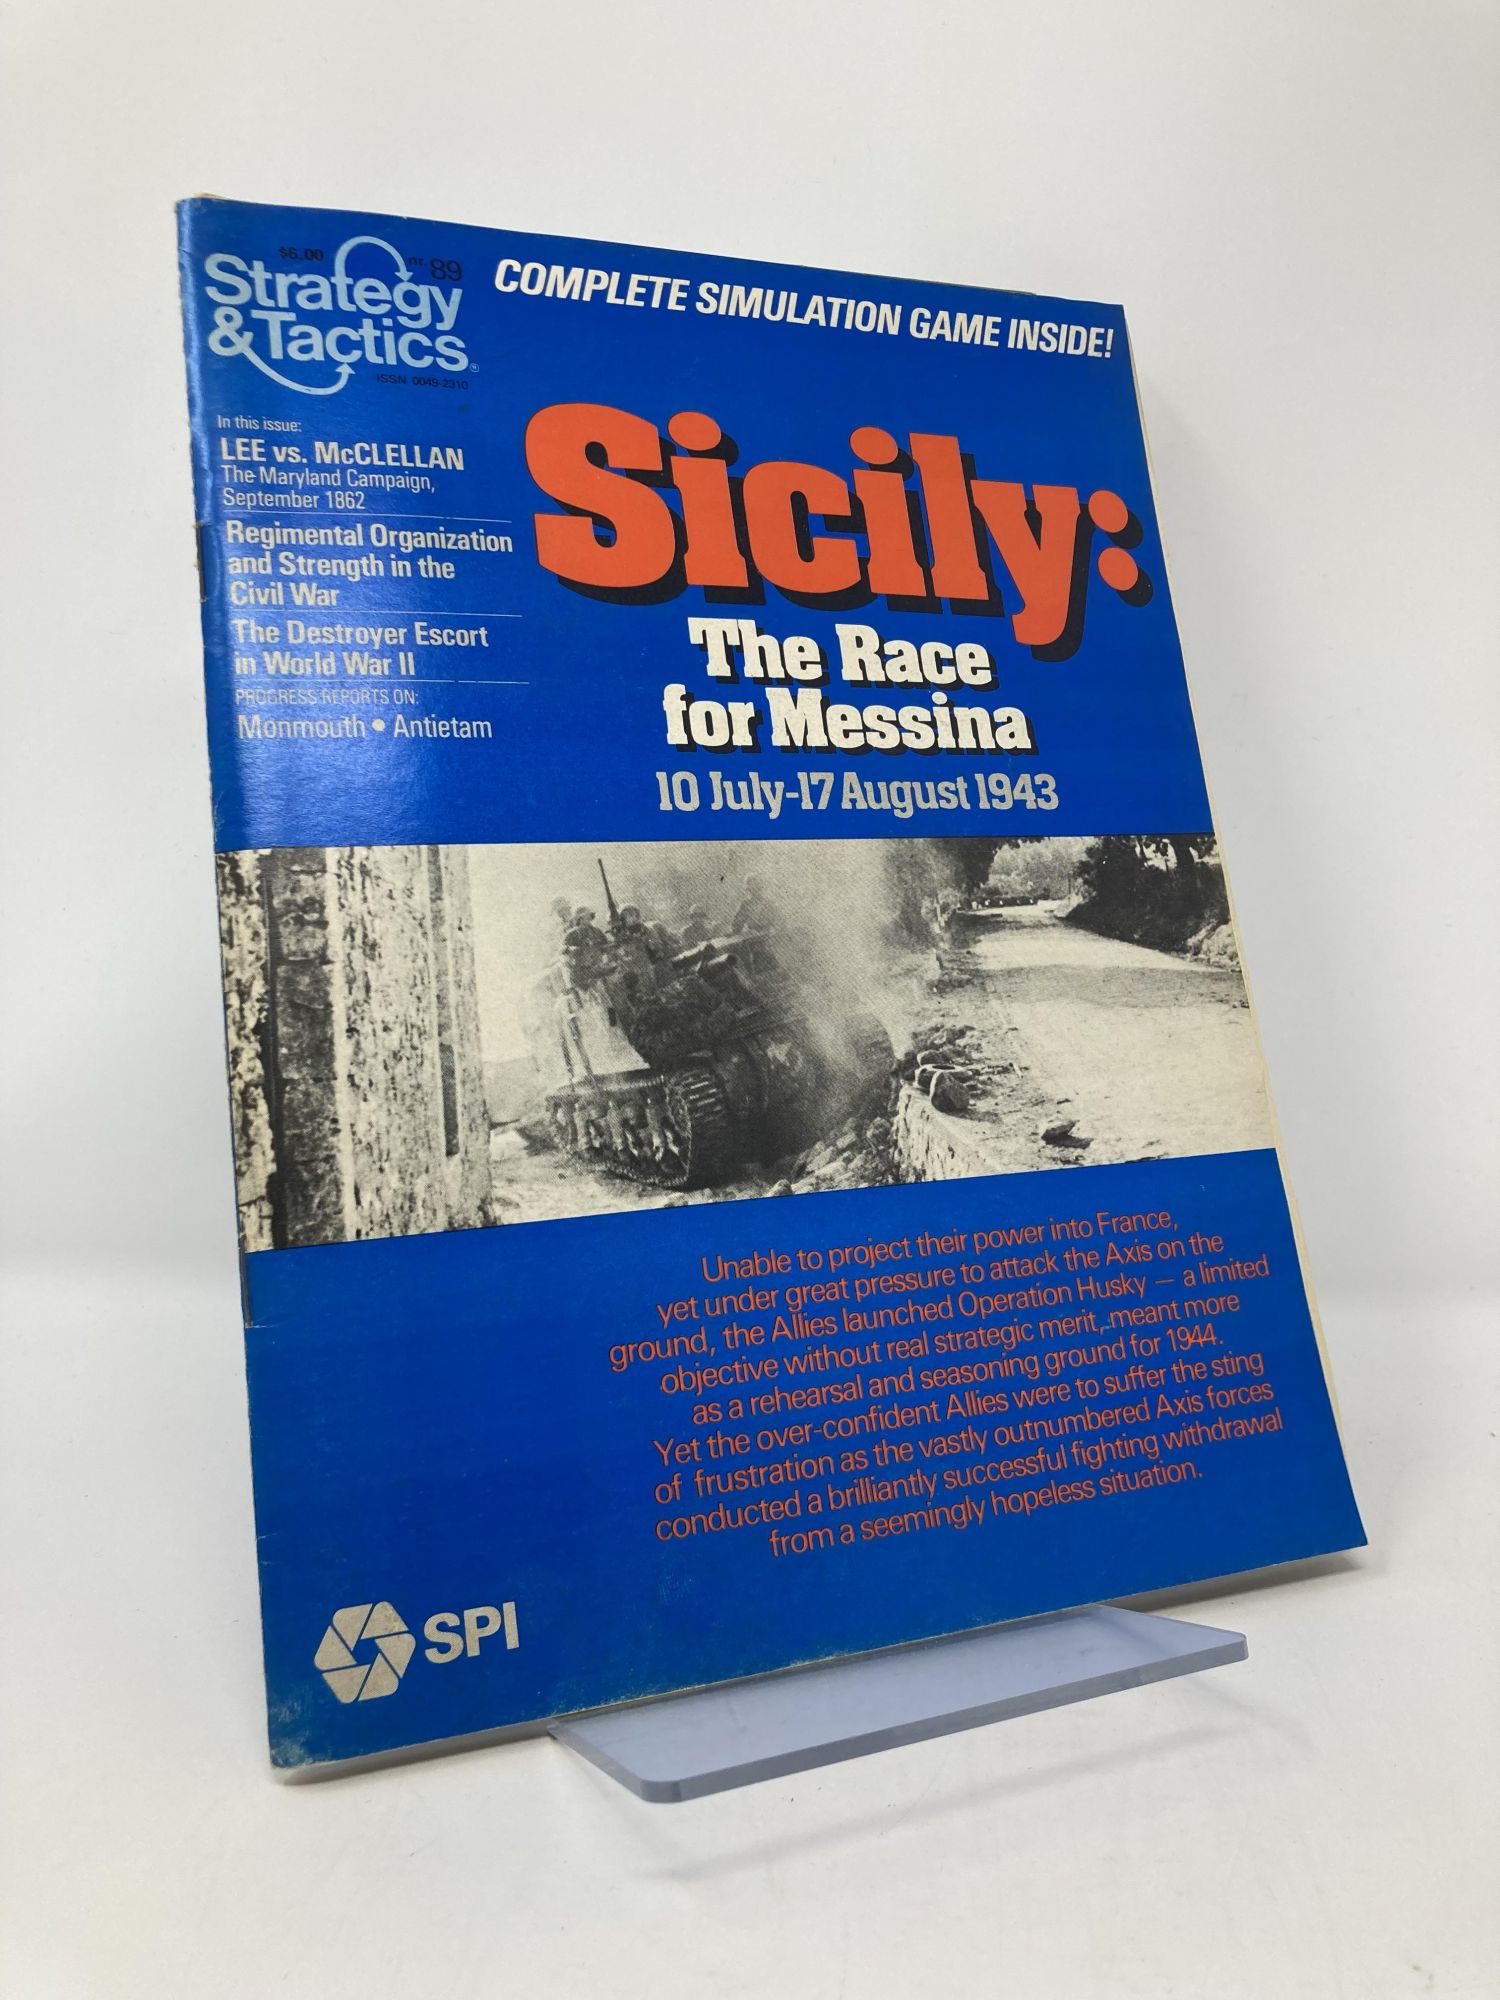 $6.00
nr. 89
Strategy
&Tactics®
ISSN 0049-2310
COMPLETE SIMULATION GAME INSIDE!
In this issue:
LEE vs. McCLELLAN
The Maryland Campaign,
September 1862
Regimental Organization
and Strength in the
Civil War
The Destroyer Escort
in World War II
PROGRESS REPORTS ON:
Monmouth • Antietam
Sicily:
The Race
for Messina
10 July-17 August 1943
Unable to project their power into France,
yet under great pressure to attack the Axis on the
ground, the Allies launched Operation Husky — a limited
objective without real strategic merit, meant more
as a rehearsal and seasoning ground for 1944.
Yet the over-confident Allies were to suffer the sting
of frustration as the vastly outnumbered Axis forces
conducted a brilliantly successful fighting withdrawal
from a seemingly hopeless situation.
SPI